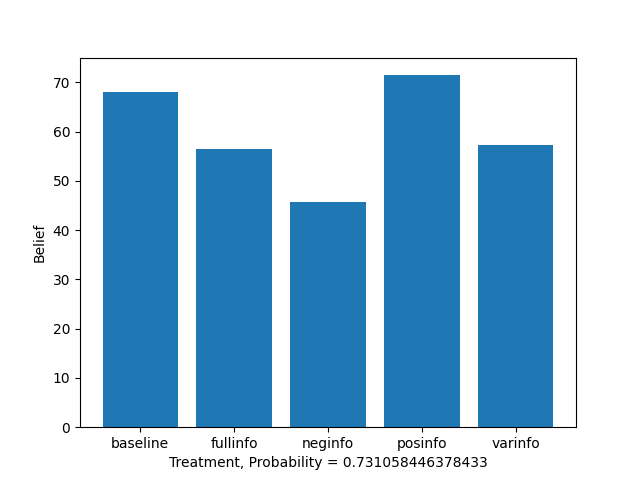 70
60
50
40
30
20
10
0
Belief
baseline fullinfo neginfo posinfo varinfo
Treatment, Probability = 0.731058446378433